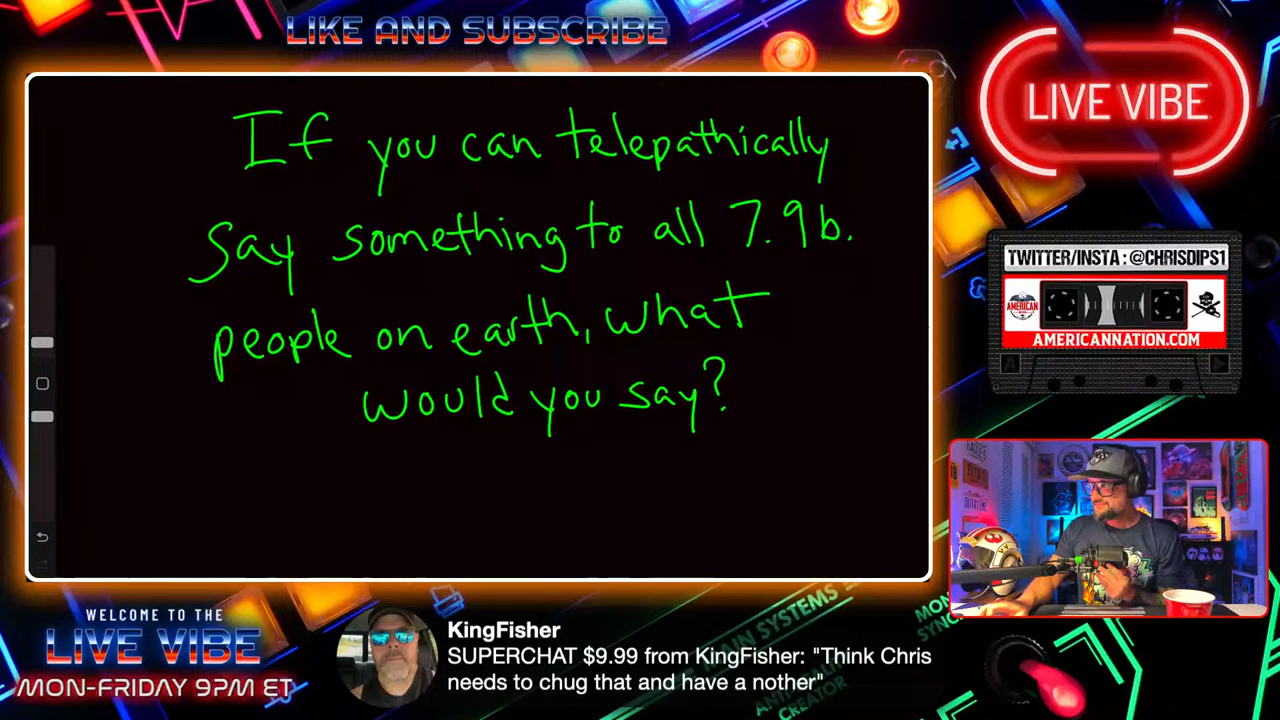 LIKE AND SUBSCRIBE
LIVE VIBE
If you can telepathically
say something to all 7.9b.
people on earth, what
would you say?
TWITTER/INSTA : @CHRISDIPS1
AMERICAN
A
AMERICANNATION.COM
WELCOME TO THE
LIVE VIBE
MON-FRIDAY 9PM ET
KingFisher
SUPERCHAT $9.99 from KingFisher: "Think Chris
needs to chug that and have a nother"